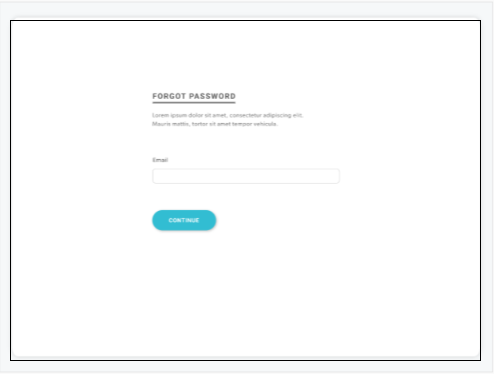 FORGOT PASSWORD
Lorem ipsum dolor sit amet, consectetur adipiscing elit.
Mauris mattis, tortor sit amet tempor vehicula.
Email
CONTINUE